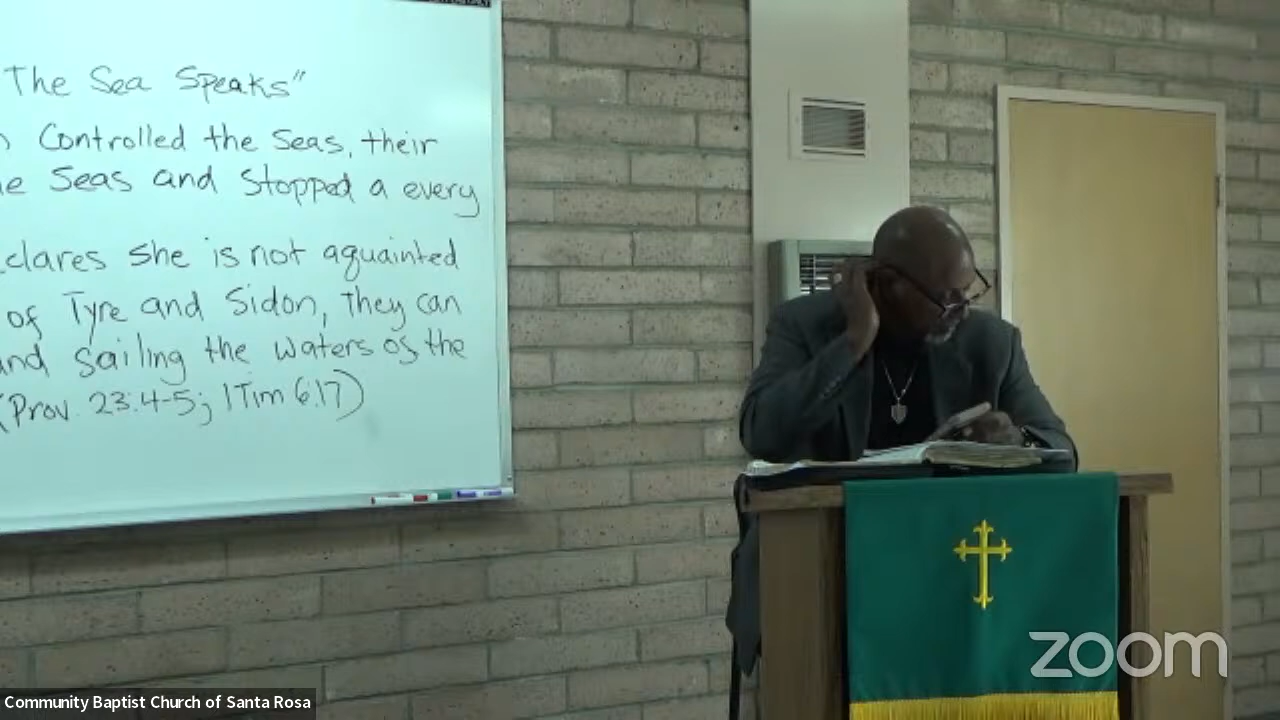 The Sea Speaks"
Controlled the Seas, their
Seas and Stopped a every
clares she is not aquainted
of Tyre and Sidon, they can
and Sailing the waters of the
(Prov. 23:4-5; 1Tim 6:17)
zoom
Community Baptist Church of Santa Rosa